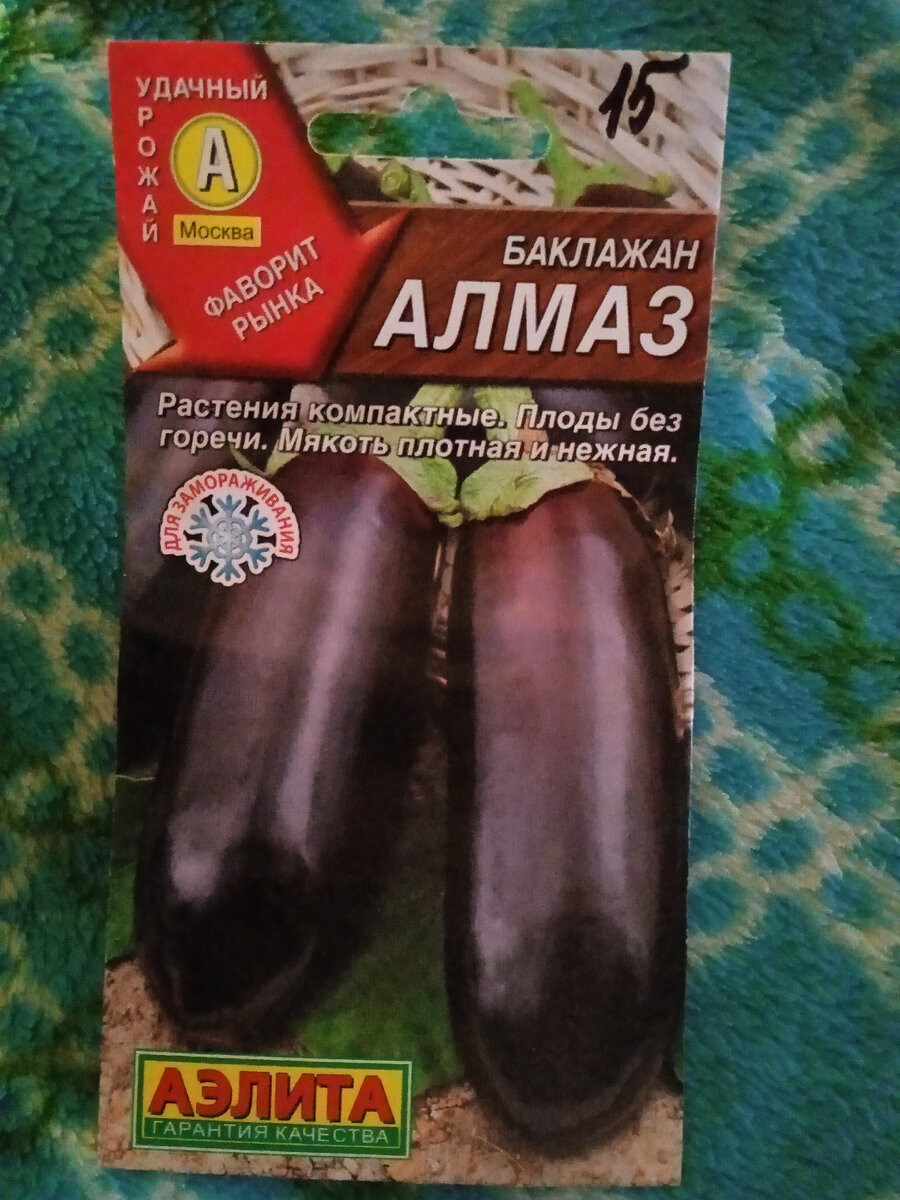 15
УДАЧНЫЙ
УРОЖАЙ
А
Москва
ФАВОРИТ
РЫНКА
БАКЛАЖАН
АЛМАЗ
Растения компактные. Плоды без
горечи. Мякоть плотная и нежная.
ДЛЯ ЗАМОРАЖИВАНИЯ
АЭЛИТА
ГАРАНТИЯ КАЧЕСТВА